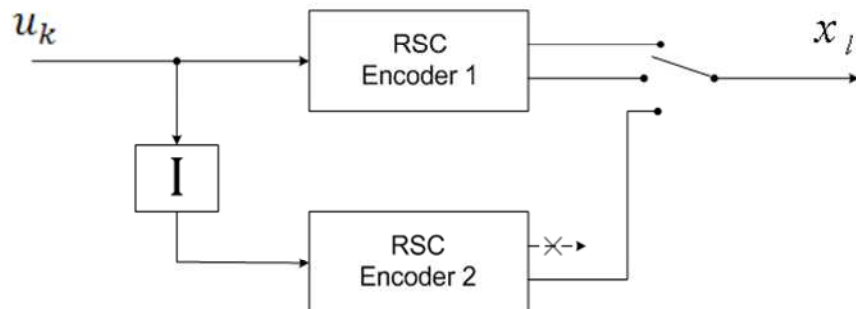 u_k
RSC
Encoder 1
x_l
I
RSC
Encoder 2